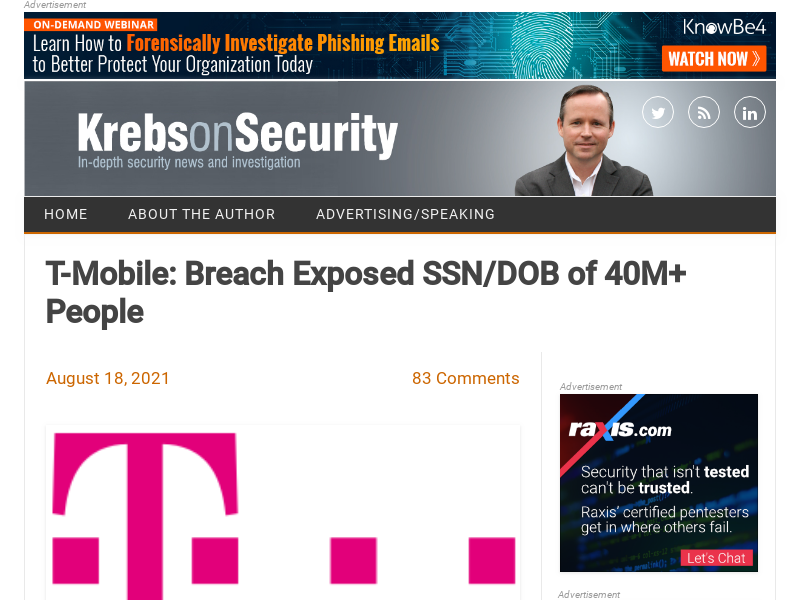 Advertisement
ON-DEMAND WEBINAR
Learn How to Forensically Investigate Phishing Emails
to Better Protect Your Organization Today
KnowBe4
WATCH NOW »
KrebsonSecurity
In-depth security news and investigation
in
HOME
ABOUT THE AUTHOR
ADVERTISING/SPEAKING
T-Mobile: Breach Exposed SSN/DOB of 40M+
People
August 18, 2021
83 Comments
T
Advertisement
raxis.com
Security that isn't tested
can't be trusted.
Raxis' certified pentesters
get in where others fail.
Let's Chat
Advertisement